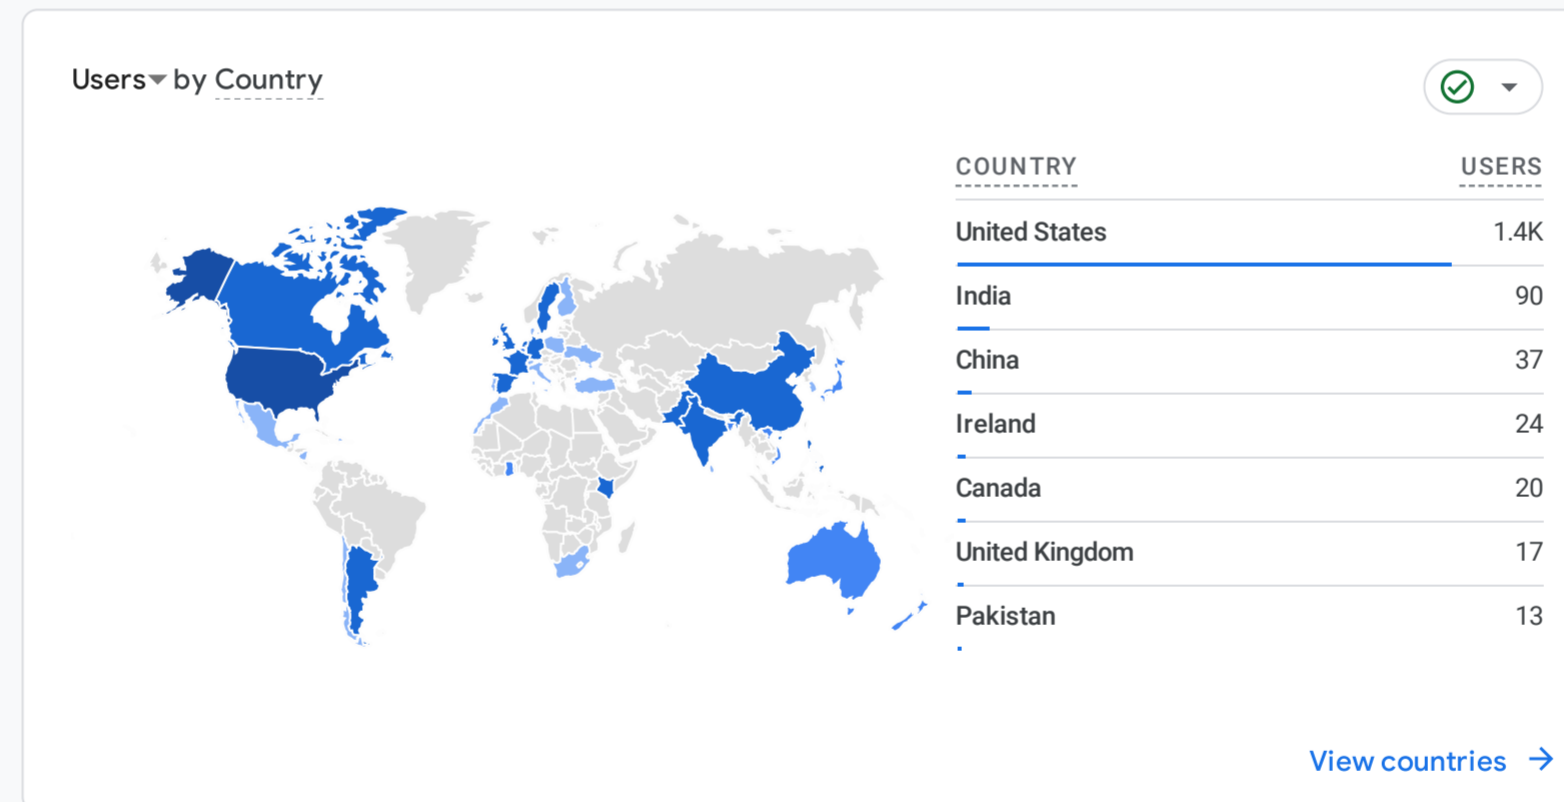 Users by Country
COUNTRY USERS
United States 1.4K
India 90
China 37
Ireland 24
Canada 20
United Kingdom 17
Pakistan 13
View countries